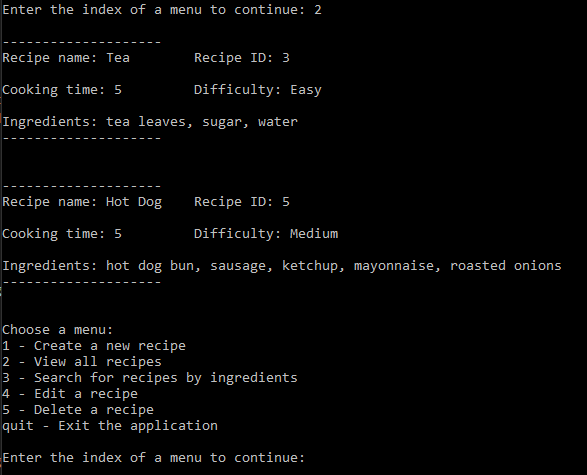 Enter the index of a menu to continue: 2
--------------------
Recipe name: Tea    Recipe ID: 3
Cooking time: 5    Difficulty: Easy
Ingredients: tea leaves, sugar, water
--------------------
--------------------
Recipe name: Hot Dog    Recipe ID: 5
Cooking time: 5    Difficulty: Medium
Ingredients: hot dog bun, sausage, ketchup, mayonnaise, roasted onions
--------------------
Choose a menu:
1 - Create a new recipe
2 - View all recipes
3 - Search for recipes by ingredients
4 - Edit a recipe
5 - Delete a recipe
quit - Exit the application
Enter the index of a menu to continue: